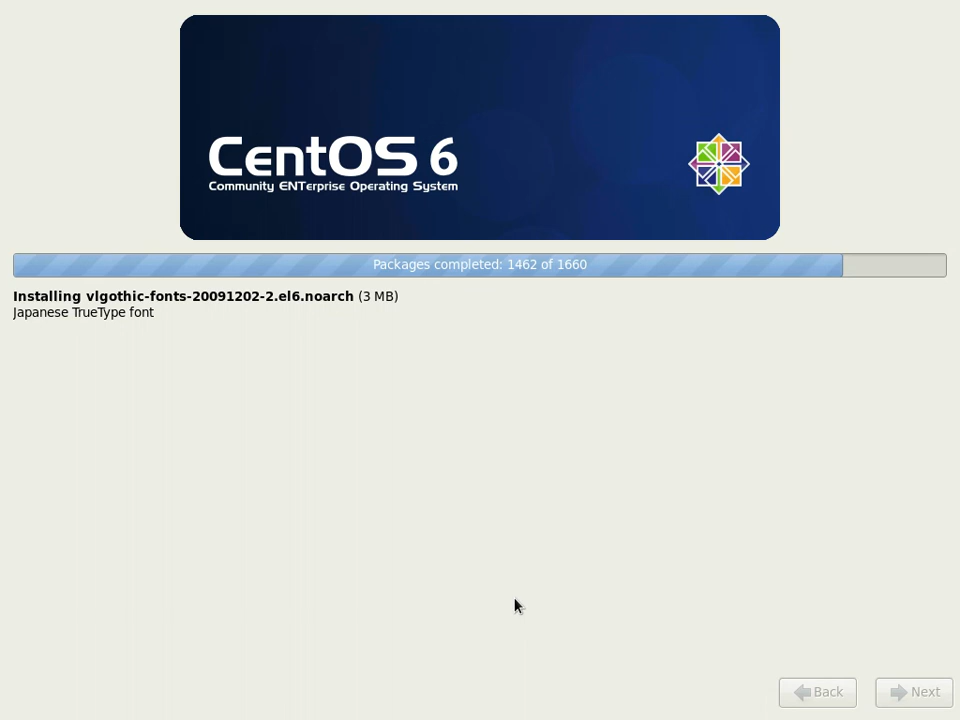 CentOS 6
Community ENTerprise Operating System
Packages completed: 1462 of 1660
Installing vlgothic-fonts-20091202-2.el6.noarch (3 MB)
Japanese TrueType font
Back
Next